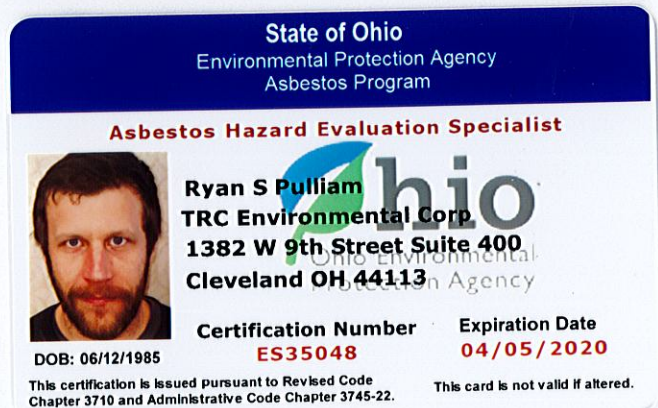 State of Ohio
Environmental Protection Agency
Asbestos Program
Asbestos Hazard Evaluation Specialist
Ohio
Ohio Environmental
Protection Agency
Ryan S Pulliam
TRC Environmental Corp
1382 W 9th Street Suite 400
Cleveland OH 44113
Certification Number
ES35048
Expiration Date
04/05/2020
DOB: 06/12/1985
This certification is issued pursuant to Revised Code
Chapter 3710 and Administrative Code Chapter 3745-22.
This card is not valid if altered.